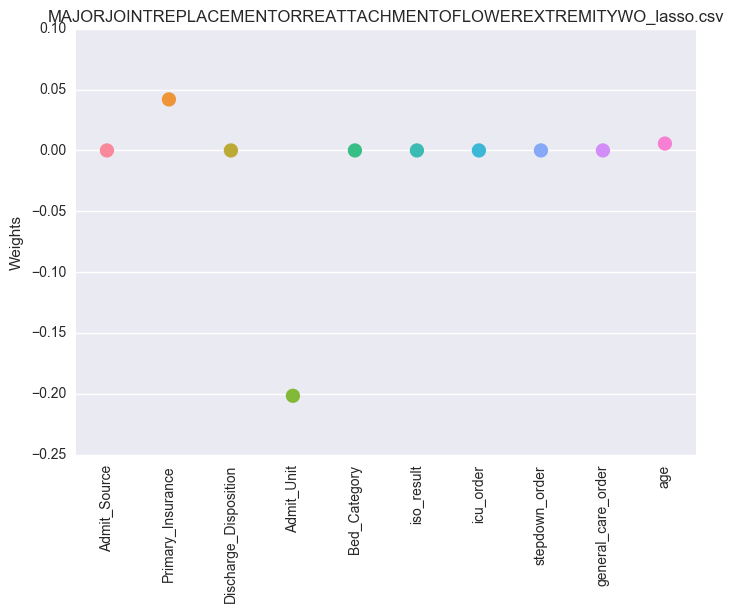 MAJORJOINTREPLACEMENTORREATTACHMENTOFLOWEREXTREMITYWO_lasso.csv
0.10
0.05
0.00
−0.05
−0.10
−0.15
−0.20
−0.25
Weights
Admit_Source
Primary_Insurance
Discharge_Disposition
Admit_Unit
Bed_Category
iso_result
icu_order
stepdown_order
general_care_order
age